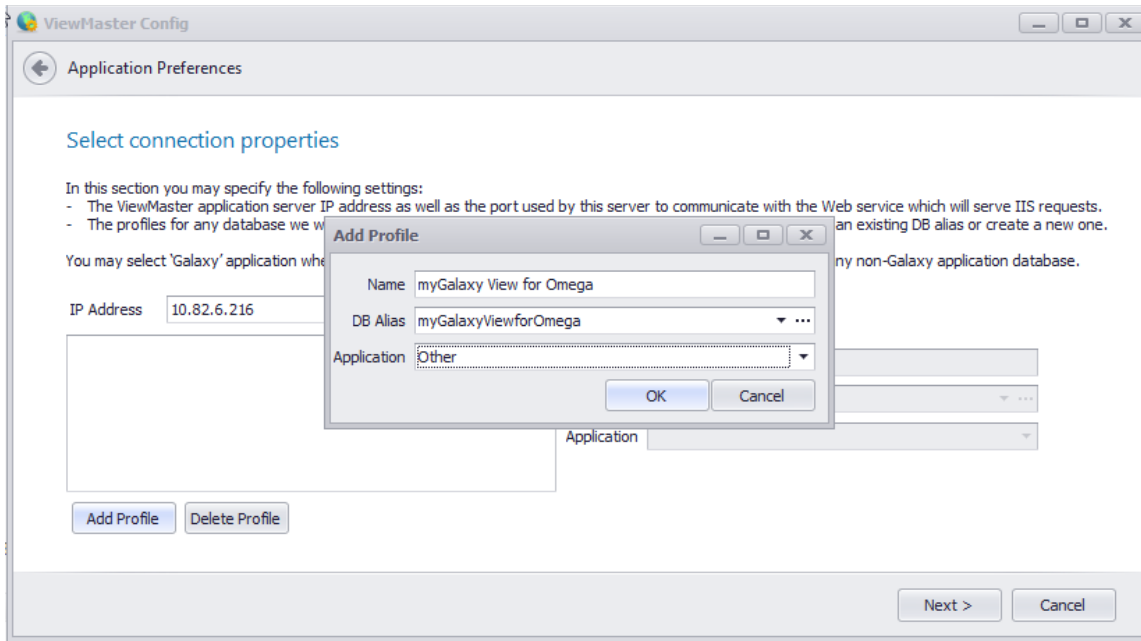 ViewMaster Config
Application Preferences
Select connection properties
In this section you may specify the following settings:
- The ViewMaster application server IP address as well as the port used by this server to communicate with the Web service which will serve IIS requests.
- The profiles for any database we w
an existing DB alias or create a new one.
You may select 'Galaxy' application whe
ny non-Galaxy application database.
IP Address 10.82.6.216
Add Profile
Name myGalaxy View for Omega
DB Alias myGalaxyViewforOmega
Application Other
OK Cancel
Application
Add Profile Delete Profile
Next > Cancel